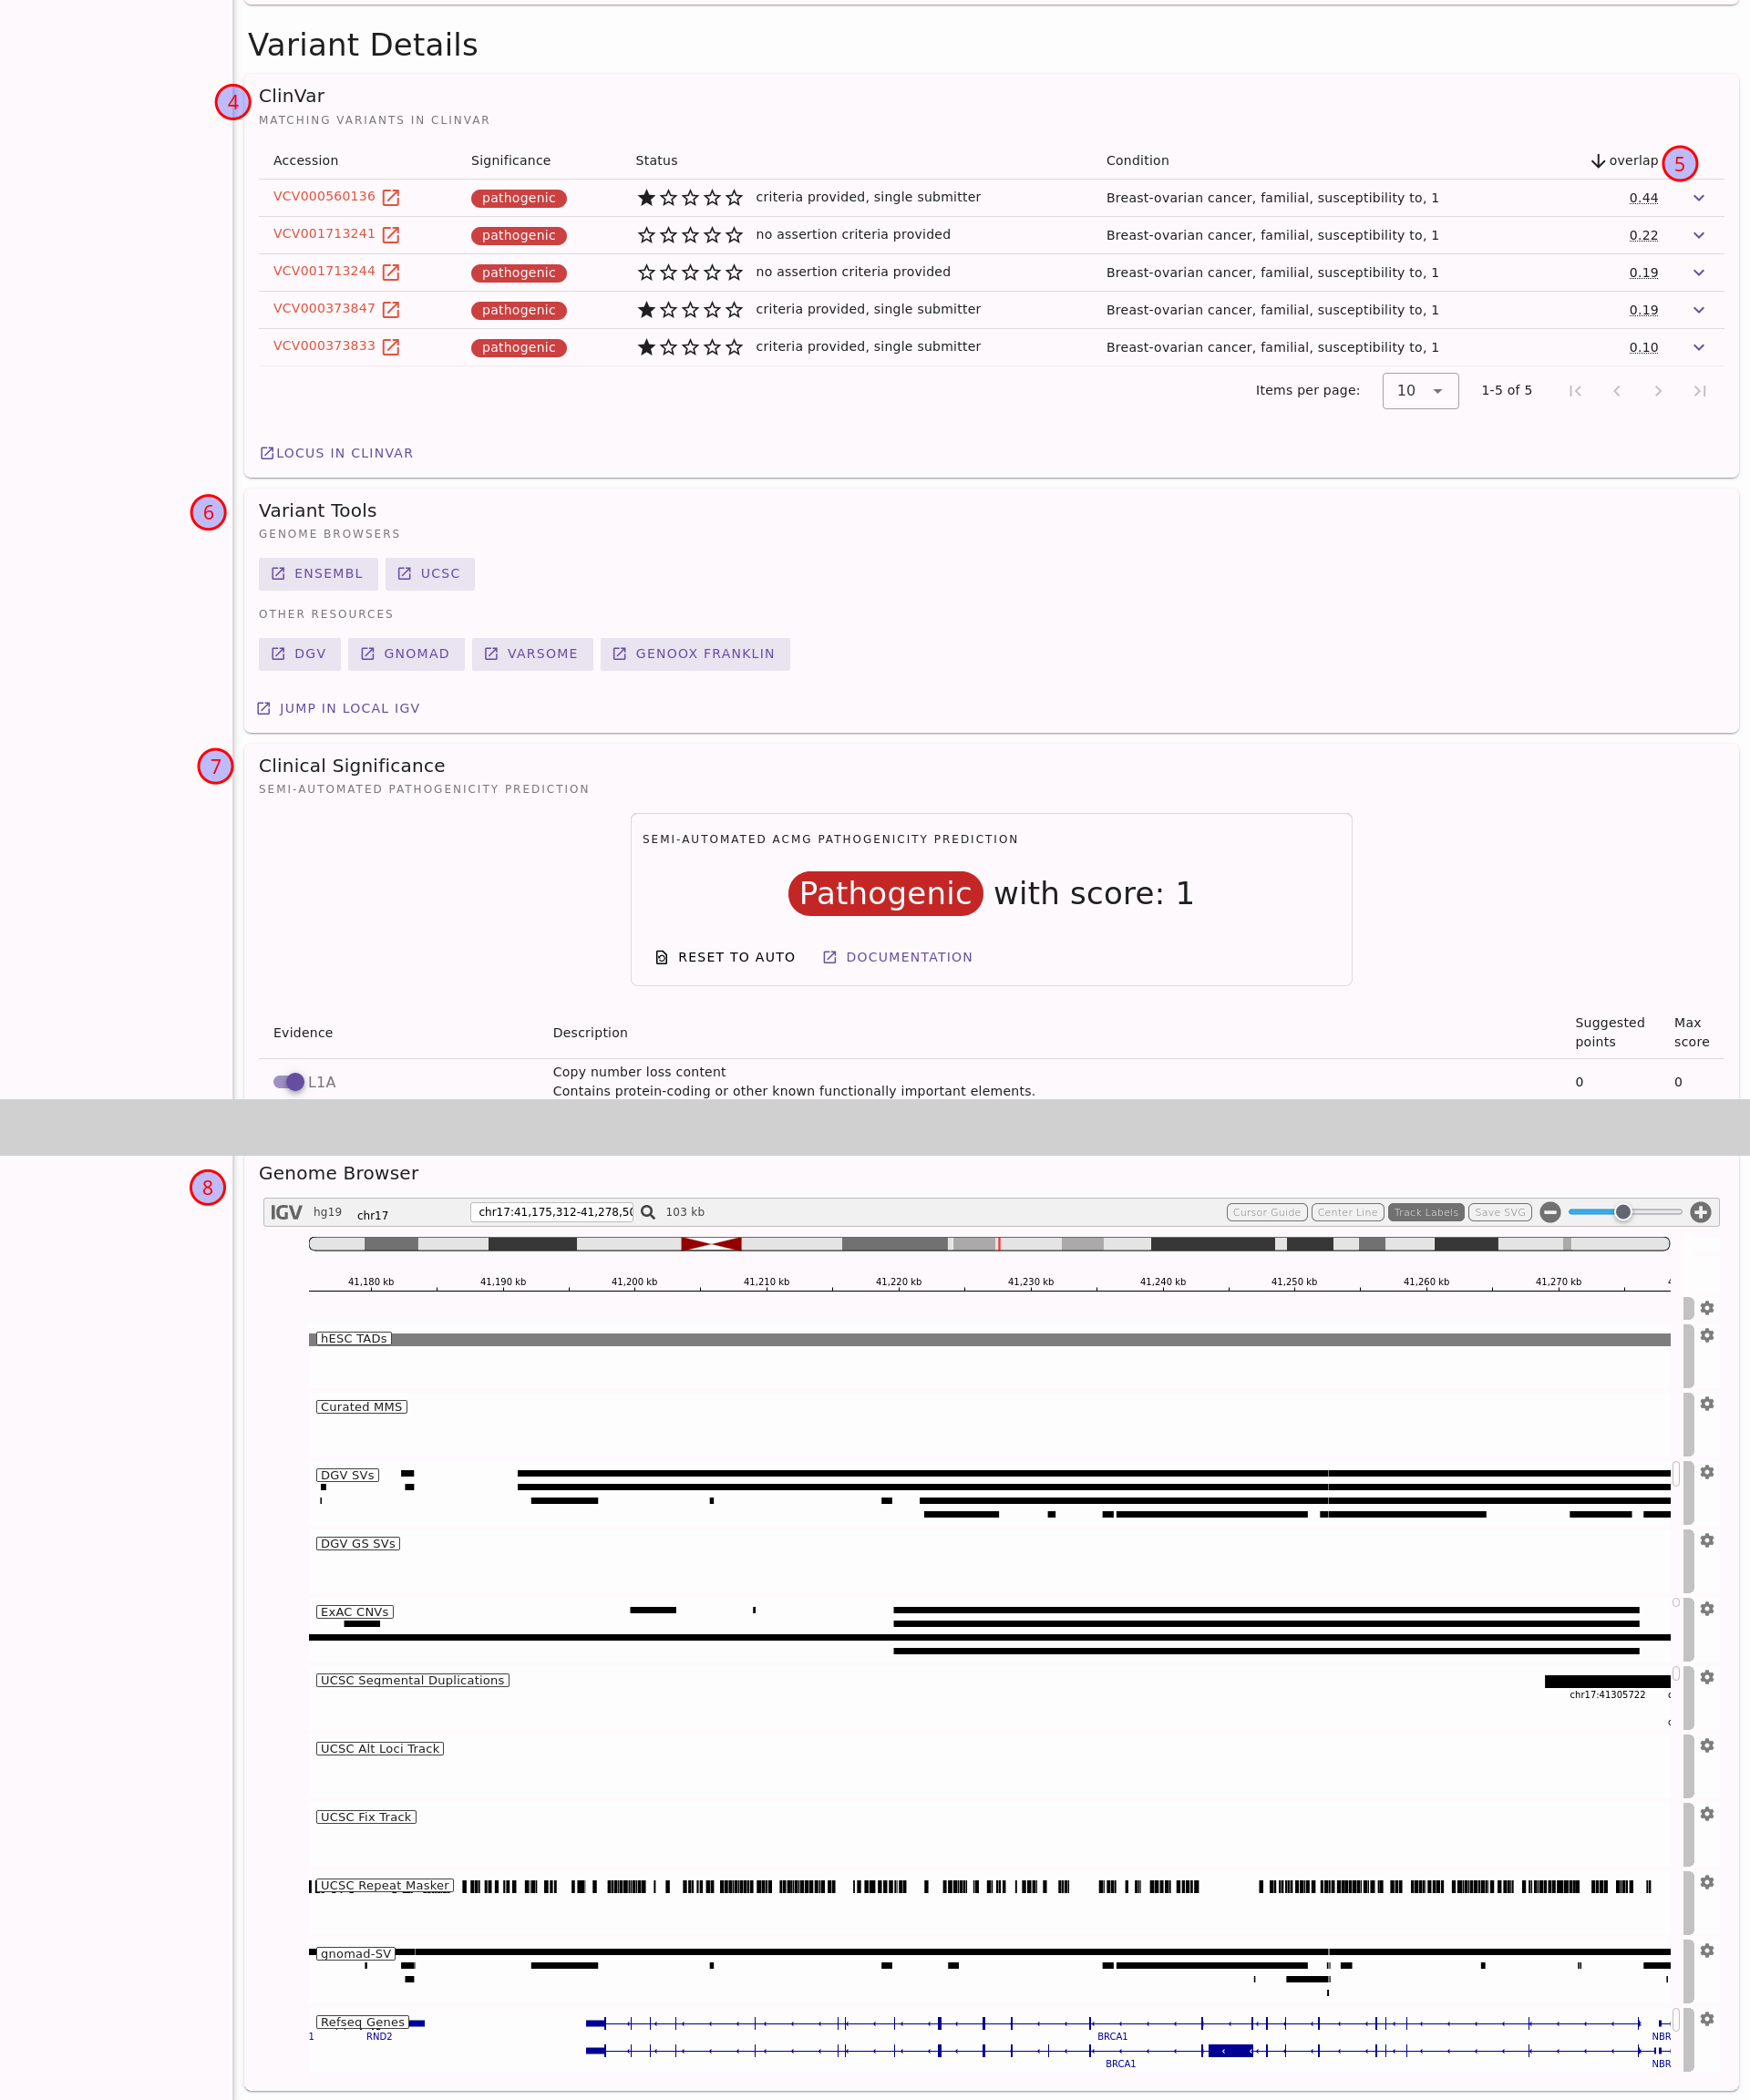 Variant Details
4
ClinVar
MATCHING VARIANTS IN CLINVAR
Accession Significance Status Condition overlap 5
VCV000560136 pathogenic criteria provided, single submitter Breast-ovarian cancer, familial, susceptibility to, 1 0.44
VCV001713241 pathogenic no assertion criteria provided Breast-ovarian cancer, familial, susceptibility to, 1 0.22
VCV001713244 pathogenic no assertion criteria provided Breast-ovarian cancer, familial, susceptibility to, 1 0.19
VCV000373847 pathogenic criteria provided, single submitter Breast-ovarian cancer, familial, susceptibility to, 1 0.19
VCV000373833 pathogenic criteria provided, single submitter Breast-ovarian cancer, familial, susceptibility to, 1 0.10
Items per page: 10 1-5 of 5
LOCUS IN CLINVAR
6
Variant Tools
GENOME BROWSERS
ENSEMBL UCSC
OTHER RESOURCES
DGV GNOMAD VARSOME GENOOX FRANKLIN
JUMP IN LOCAL IGV
7
Clinical Significance
SEMI-AUTOMATED PATHOGENICITY PREDICTION
SEMI-AUTOMATED ACMG PATHOGENICITY PREDICTION
Pathogenic with score: 1
RESET TO AUTO DOCUMENTATION
Evidence Description Suggested points Max score
L1A Copy number loss content 0 0
Contains protein-coding or other known functionally important elements.
8
Genome Browser
IGV hg19 chr17 chr17:41,175,312-41,278,50 103 kb Cursor Guide Center Line Track Labels Save SVG
41,180 kb 41,190 kb 41,200 kb 41,210 kb 41,220 kb 41,230 kb 41,240 kb 41,250 kb 41,260 kb 41,270 kb
hESC TADs
Curated MMS
DGV SVs
DGV GS SVs
ExAC CNVs
UCSC Segmental Duplications
chr17:41305722
UCSC Alt Loci Track
UCSC Fix Track
UCSC Repeat Masker
gnomad-SV
Refseq Genes
1 RND2 BRCA1 NBR
BRCA1 NBR